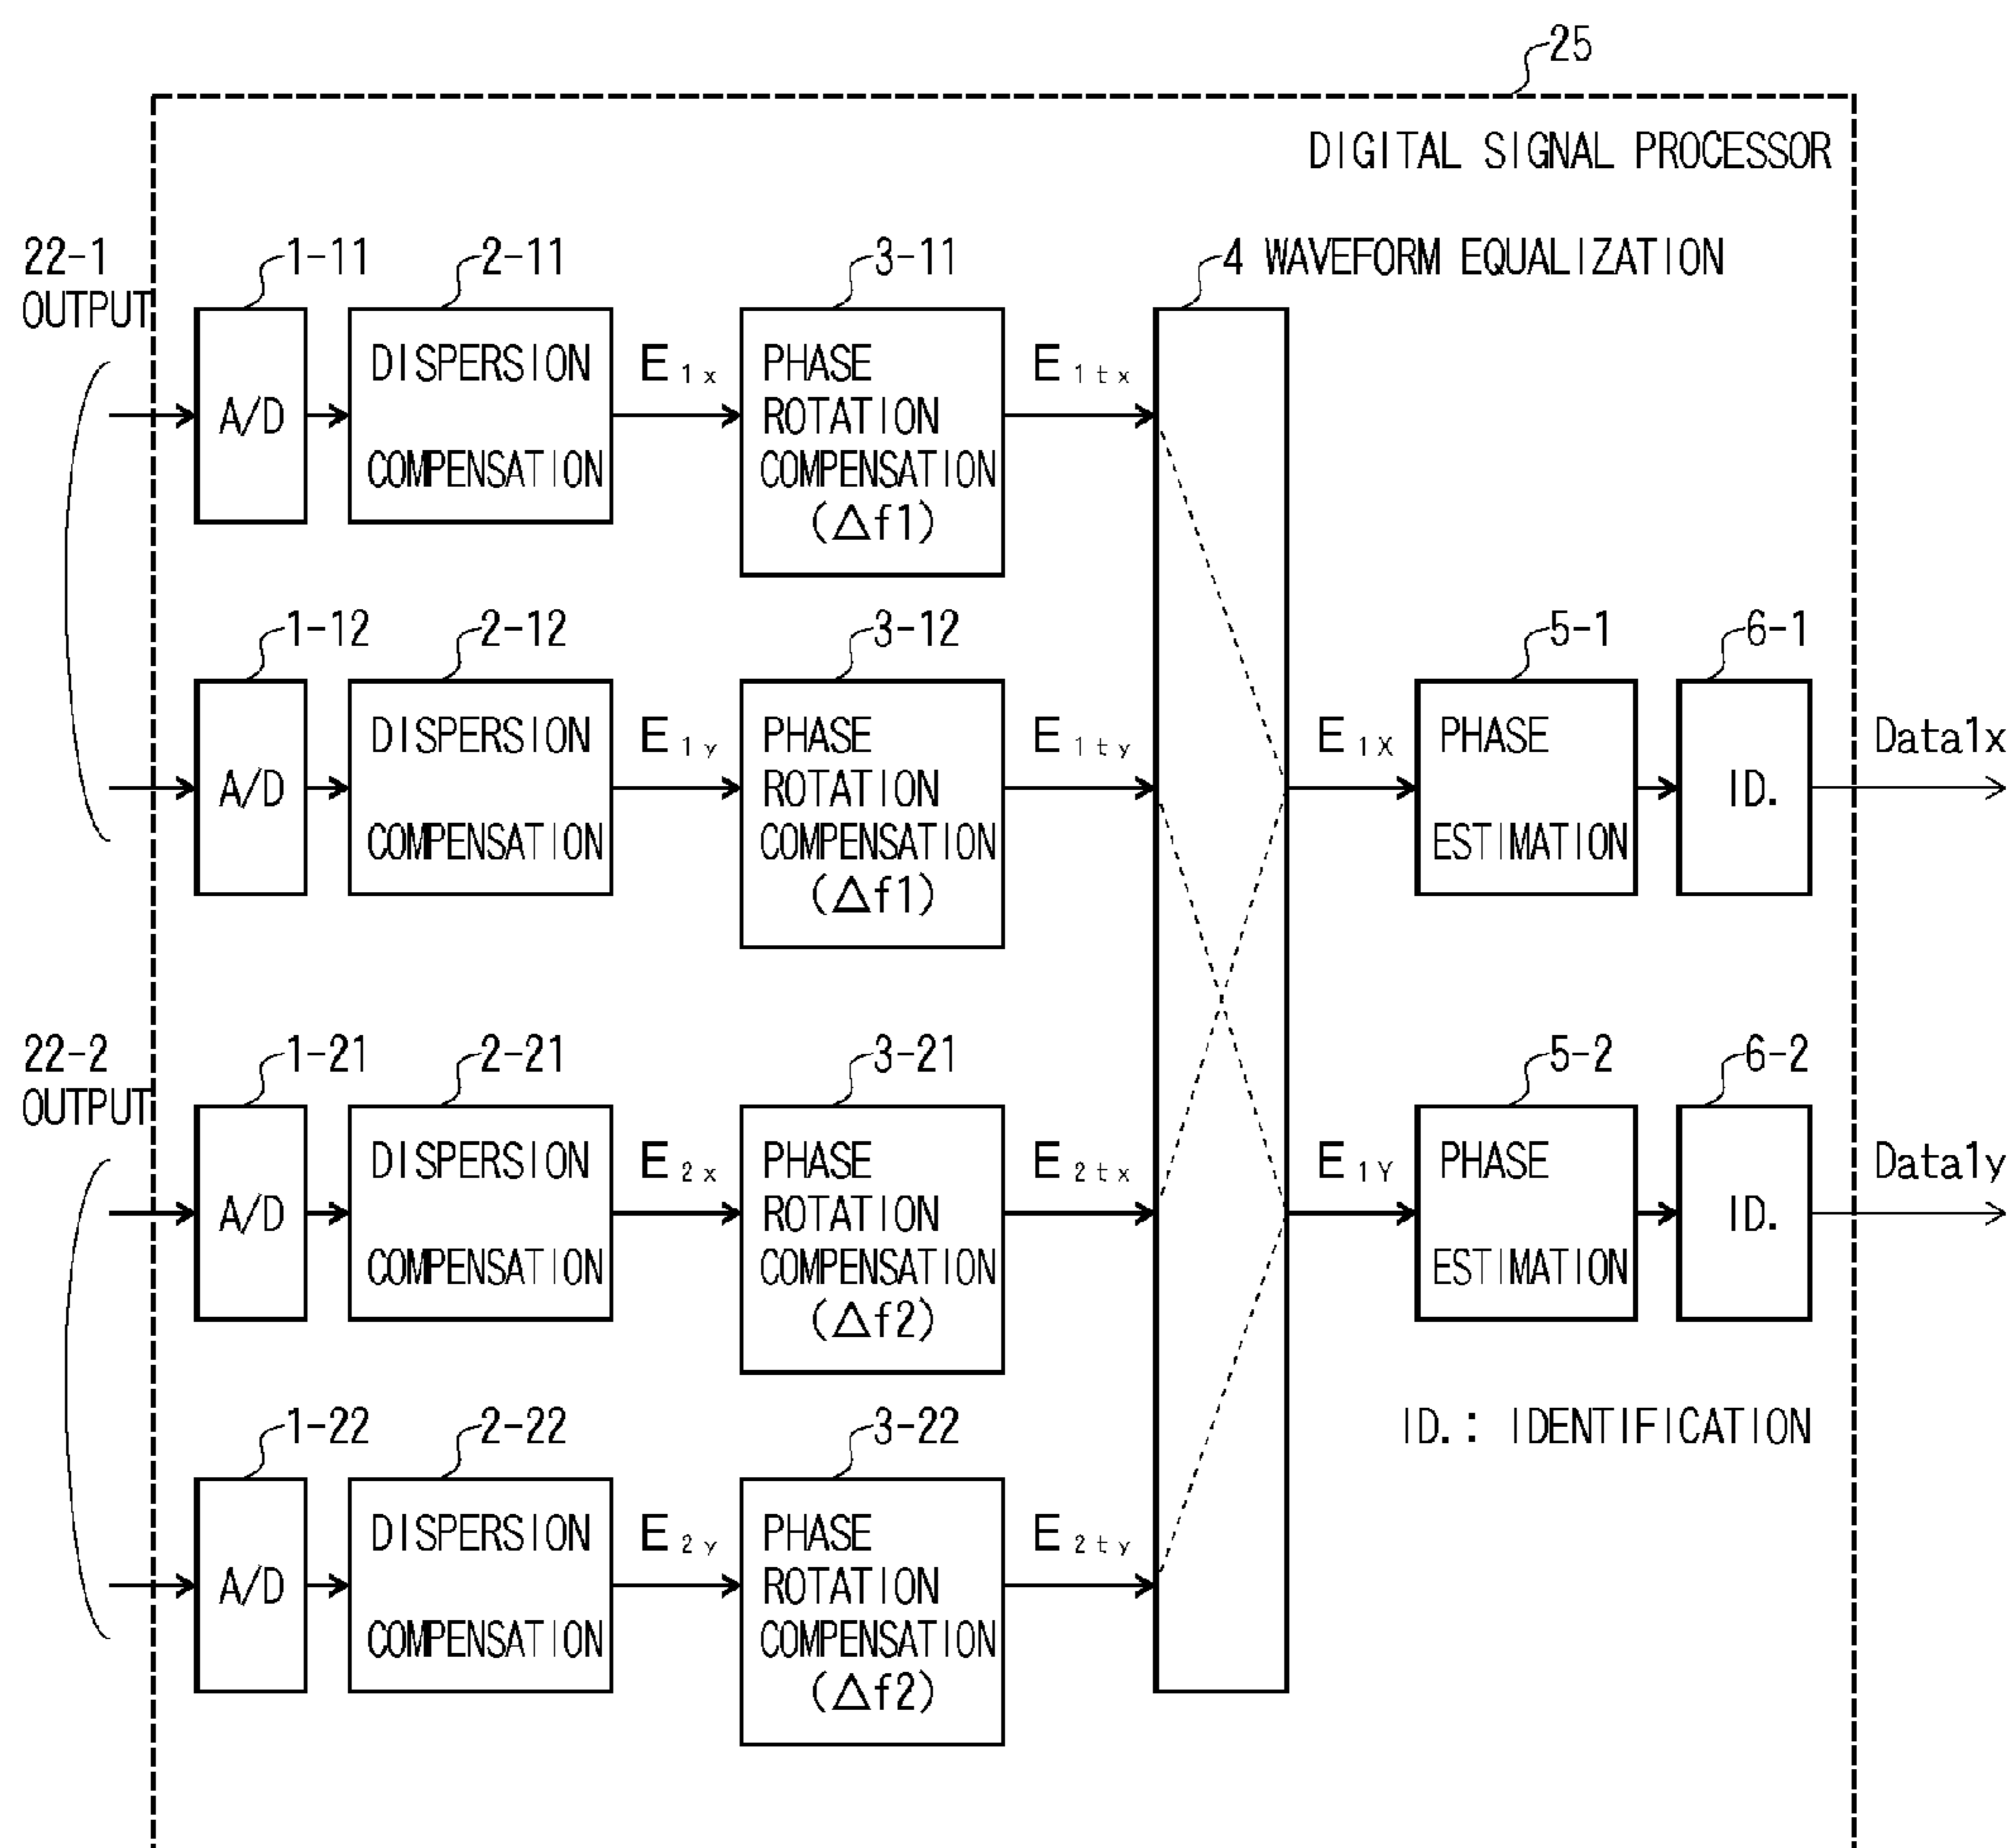 25
DIGITAL SIGNAL PROCESSOR
22-1
OUTPUT
1-11
2-11
3-11
4 WAVEFORM EQUALIZATION
A/D
DISPERSION
COMPENSATION
E1x
PHASE
ROTATION
COMPENSATION
(Δf1)
E1tx
1-12
2-12
3-12
5-1
6-1
A/D
DISPERSION
COMPENSATION
E1y
PHASE
ROTATION
COMPENSATION
(Δf1)
E1ty
E1X
PHASE
ESTIMATION
ID.
Data1x
22-2
OUTPUT
1-21
2-21
3-21
5-2
6-2
A/D
DISPERSION
COMPENSATION
E2x
PHASE
ROTATION
COMPENSATION
(Δf2)
E2tx
E1Y
PHASE
ESTIMATION
ID.
Data1y
1-22
2-22
3-22
ID.: IDENTIFICATION
A/D
DISPERSION
COMPENSATION
E2y
PHASE
ROTATION
COMPENSATION
(Δf2)
E2ty